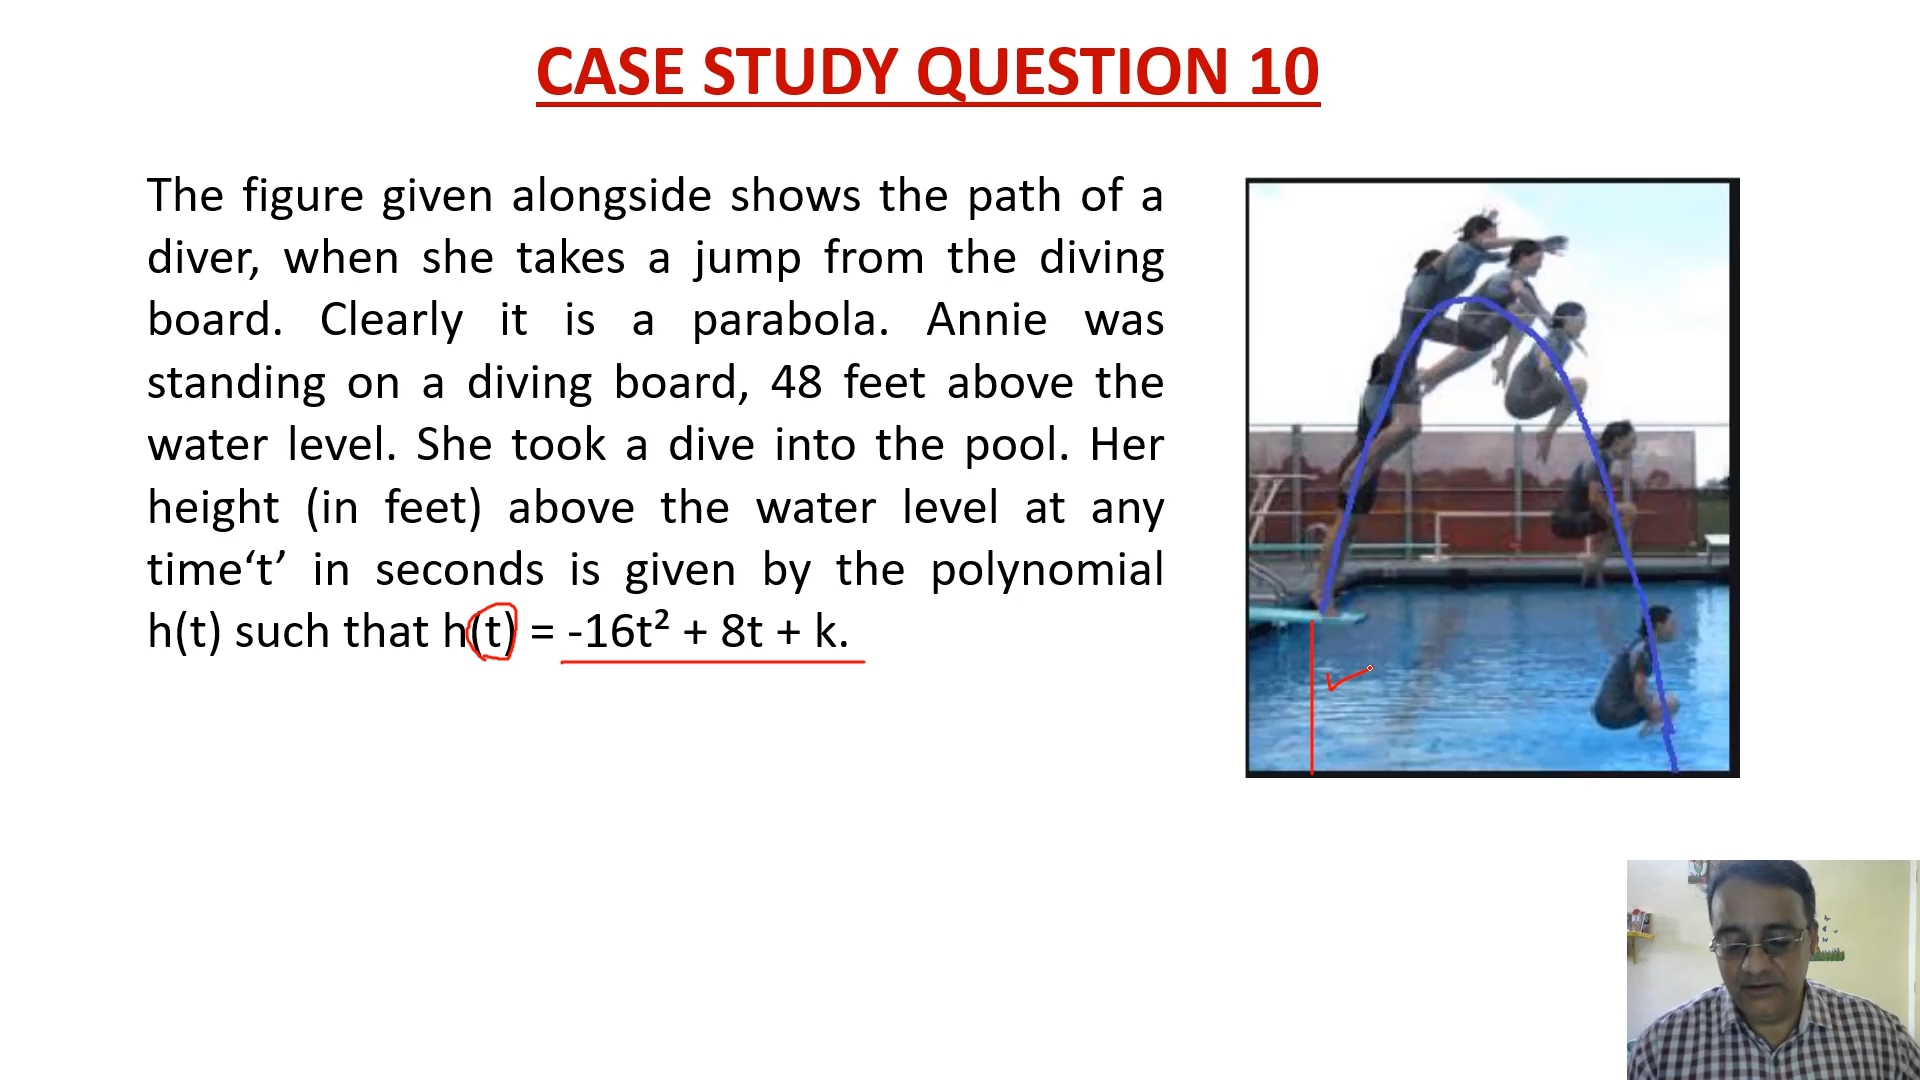 CASE STUDY QUESTION 10
The figure given alongside shows the path of a
diver, when she takes a jump from the diving
board. Clearly it is a parabola. Annie was
standing on a diving board, 48 feet above the
water level. She took a dive into the pool. Her
height (in feet) above the water level at any
time‘t’ in seconds is given by the polynomial
h(t) such that h(t) = -16t² + 8t + k.